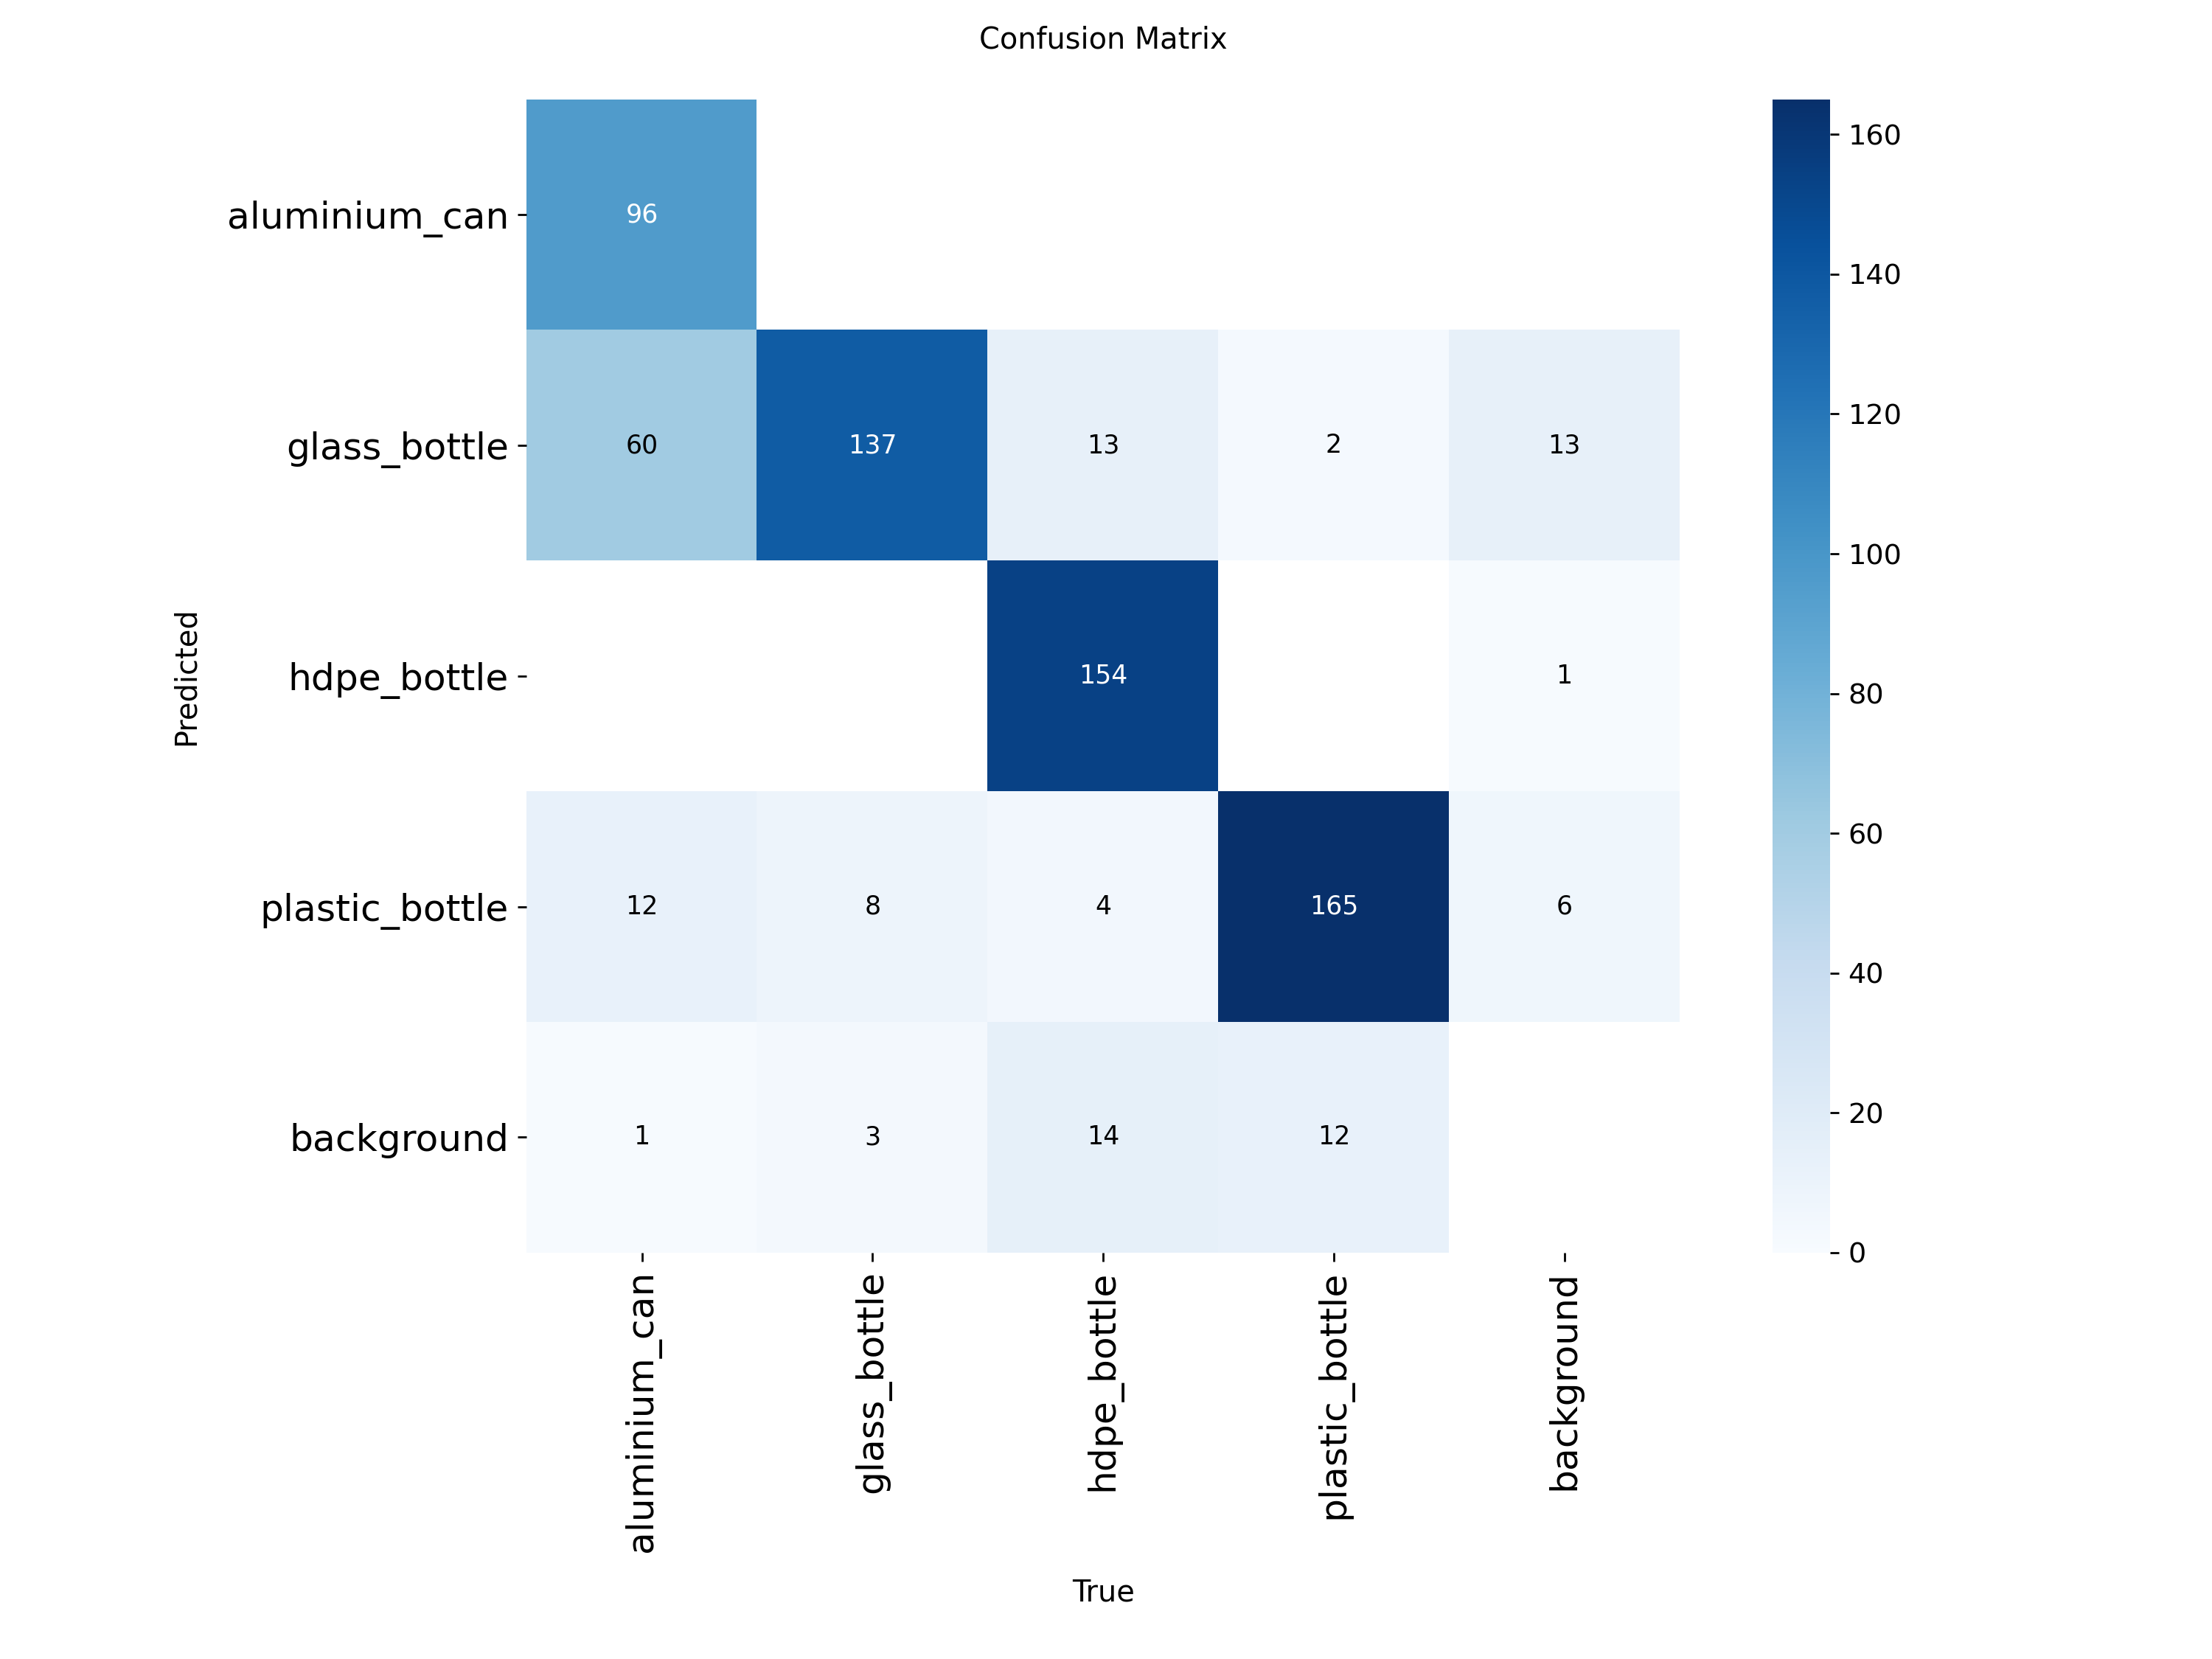 Confusion Matrix
aluminium_can
96
glass_bottle
60 137 13 2 13
hdpe_bottle
154 1
plastic_bottle
12 8 4 165 6
background
1 3 14 12
Predicted
aluminium_can
glass_bottle
hdpe_bottle
plastic_bottle
background
True
160
140
120
100
80
60
40
20
0